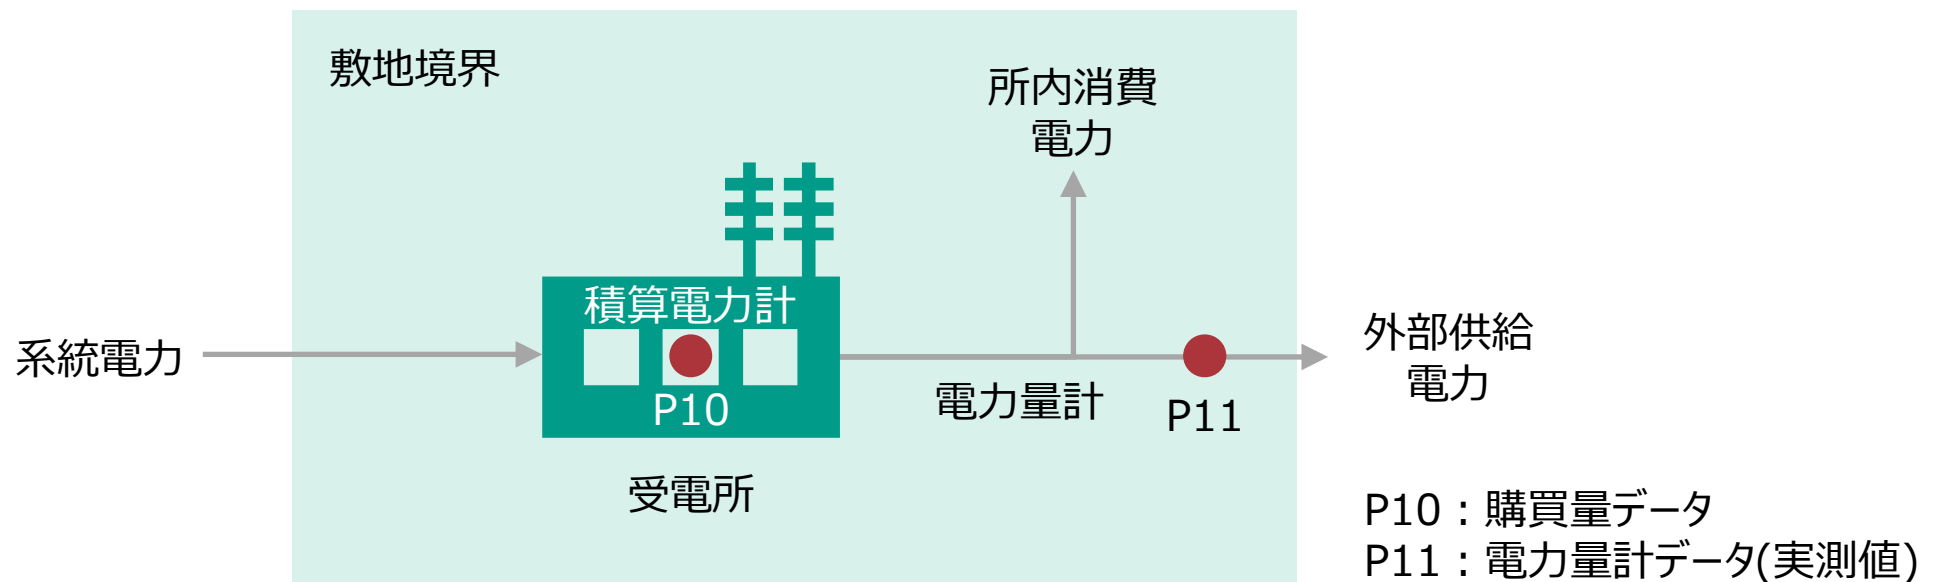 敷地境界
所内消費
電力
積算電力計
系統電力
P10
電力量計
P11
外部供給
電力
受電所
P10：購買量データ
P11：電力量計データ(実測値)